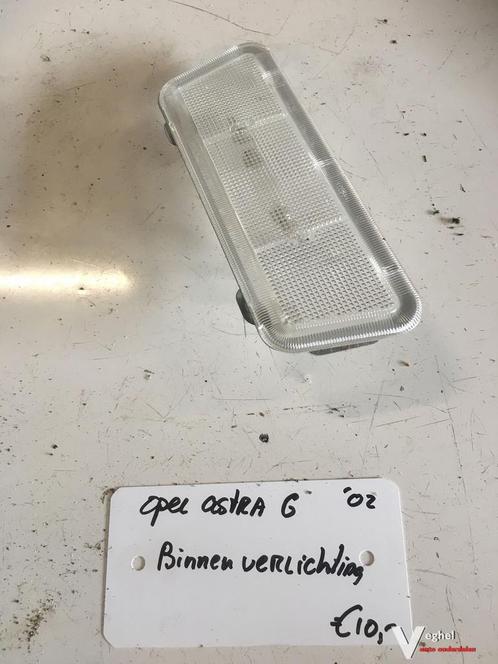 Opel ASTRA G '02
Binnen verlichting
€10,-
Veghel
auto onderdelen